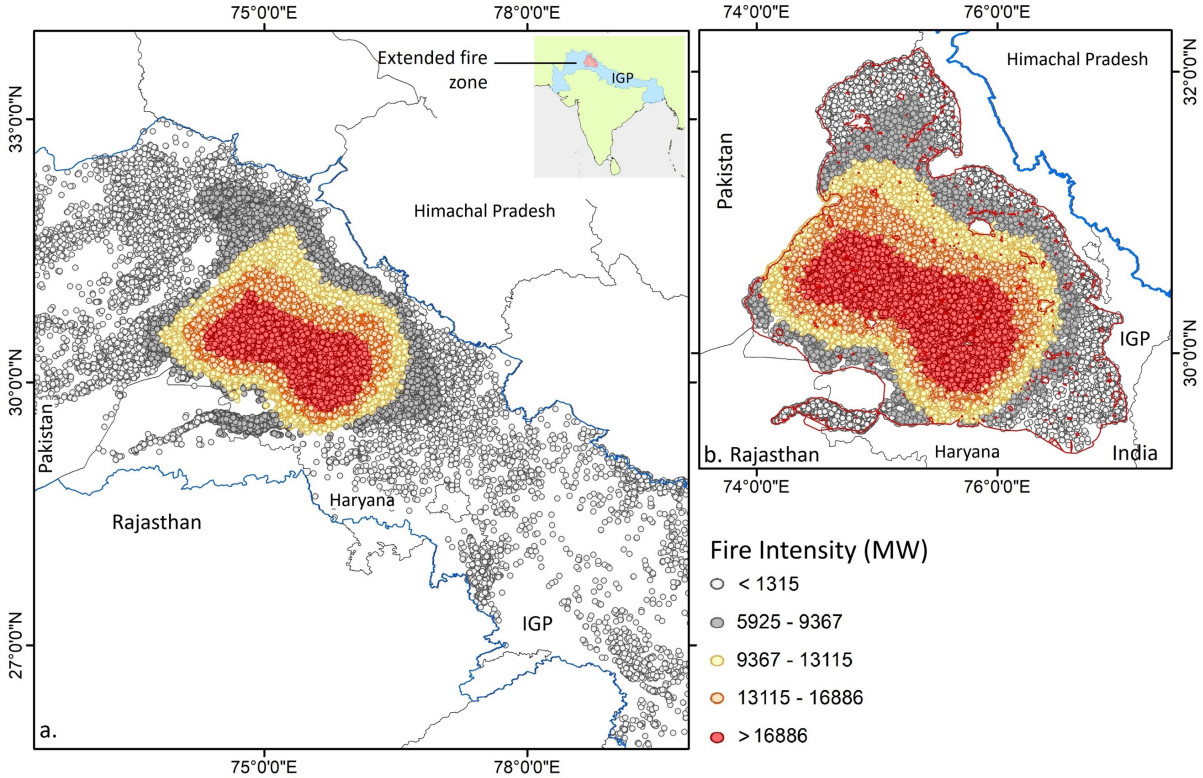 75°0'0"E
78°0'0"E
74°0'0"E
76°0'0"E
33°0'0"N
30°0'0"N
27°0'0"N
Extended fire
zone
IGP
Himachal Pradesh
Pakistan
Rajasthan
Haryana
IGP
a.
75°0'0"E
78°0'0"E
Himachal Pradesh
Pakistan
IGP
b. Rajasthan
Haryana
India
32°0'0"N
30°0'0"N
74°0'0"E
76°0'0"E
Fire Intensity (MW)
< 1315
5925 - 9367
9367 - 13115
13115 - 16886
> 16886